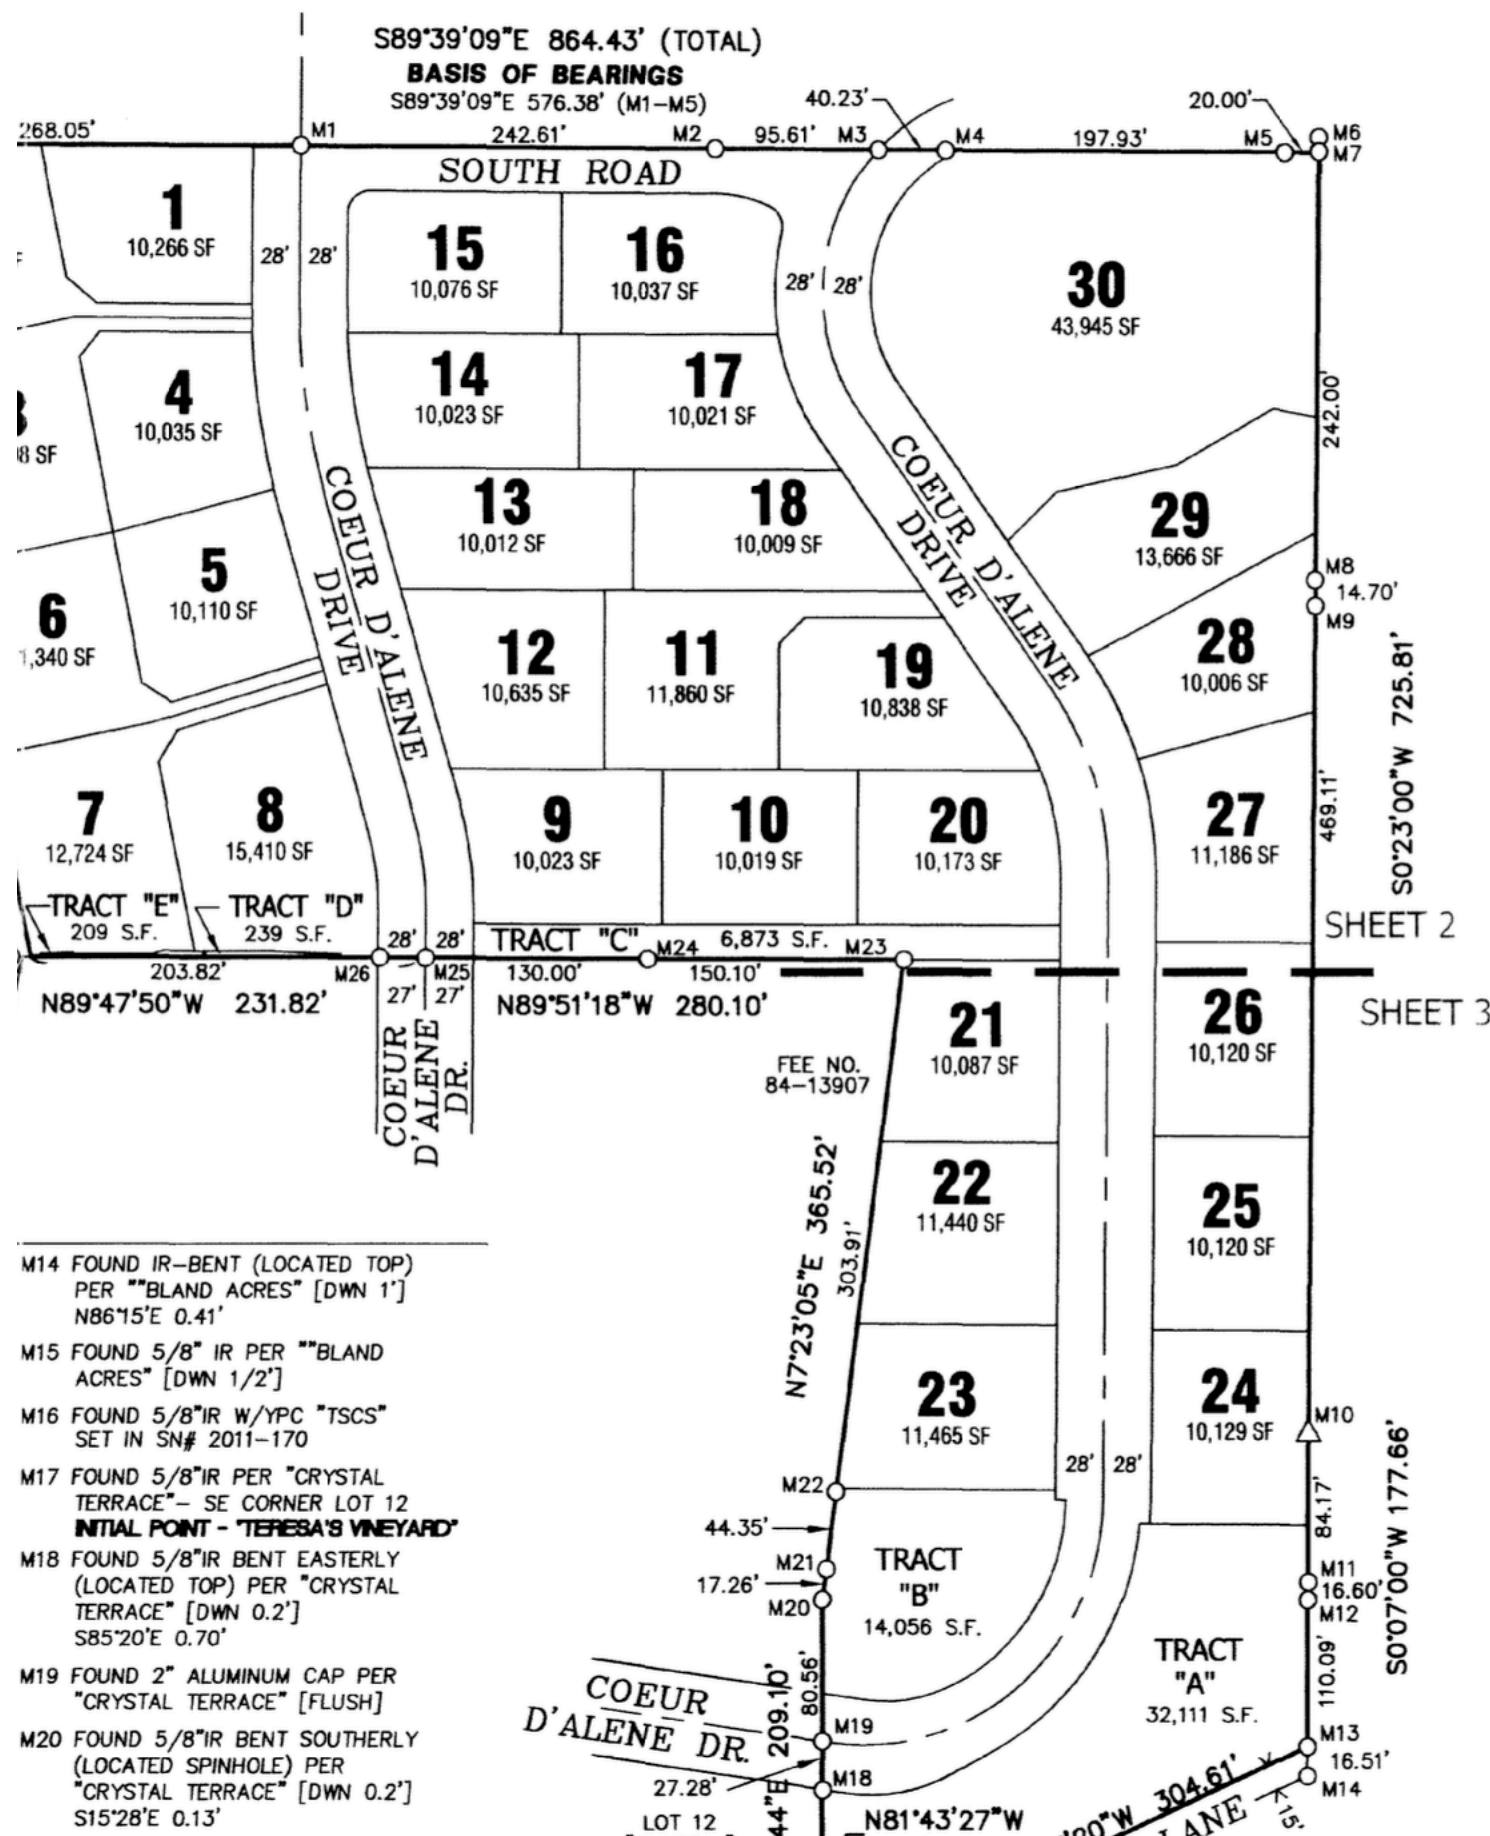 S89°39'09"E 864.43' (TOTAL)
BASIS OF BEARINGS
S89°39'09"E 576.38' (M1-M5)
40.23'
20.00'
268.05'
M1
242.61'
M2
95.61'
M3
M4
197.93'
M5
M6
M7
SOUTH ROAD
1
10,266 SF
28'
28'
15
10,076 SF
16
10,037 SF
28'
28'
30
43,945 SF
4
10,035 SF
14
10,023 SF
17
10,021 SF
242.00'
8 SF
COEUR D'ALENE
DRIVE
COEUR D'ALENE
DRIVE
13
10,012 SF
18
10,009 SF
29
13,666 SF
5
10,110 SF
M8
14.70'
M9
6
1,340 SF
12
10,635 SF
11
11,860 SF
19
10,838 SF
28
10,006 SF
S0°23'00"W 725.81'
469.11'
7
12,724 SF
8
15,410 SF
9
10,023 SF
10
10,019 SF
20
10,173 SF
27
11,186 SF
TRACT "E"
209 S.F.
TRACT "D"
239 S.F.
28'
28'
TRACT "C"
M24
6,873 S.F.
M23
SHEET 2
203.82'
M26
M25
130.00'
150.10'
N89°47'50"W 231.82'
27'
27'
N89°51'18"W 280.10'
SHEET 3
COEUR
D'ALENE
DR.
FEE NO.
84-13907
21
10,087 SF
26
10,120 SF
N7°23'05"E 365.52'
303.91'
22
11,440 SF
25
10,120 SF
23
11,465 SF
24
10,129 SF
M10
28'
28'
M22
44.35'
M21
17.26'
M20
TRACT
"B"
14,056 S.F.
84.17'
S0°07'00"W 177.66'
M11
16.60'
M12
110.09'
TRACT
"A"
32,111 S.F.
COEUR
D'ALENE DR.
80.56'
44"E 209.10'
M19
27.28'
M18
M13
16.51'
M14
LOT 12
N81°43'27"W
20"W 304.61'
LANE
15'
M14 FOUND IR-BENT (LOCATED TOP)
PER ""BLAND ACRES" [DWN 1']
N86°15'E 0.41'
M15 FOUND 5/8" IR PER ""BLAND
ACRES" [DWN 1/2']
M16 FOUND 5/8"IR W/YPC "TSCS"
SET IN SN# 2011-170
M17 FOUND 5/8"IR PER "CRYSTAL
TERRACE"- SE CORNER LOT 12
INITIAL POINT - "TERESA'S VINEYARD"
M18 FOUND 5/8"IR BENT EASTERLY
(LOCATED TOP) PER "CRYSTAL
TERRACE" [DWN 0.2']
S85°20'E 0.70'
M19 FOUND 2" ALUMINUM CAP PER
"CRYSTAL TERRACE" [FLUSH]
M20 FOUND 5/8"IR BENT SOUTHERLY
(LOCATED SPINHOLE) PER
"CRYSTAL TERRACE" [DWN 0.2']
S15°28'E 0.13'